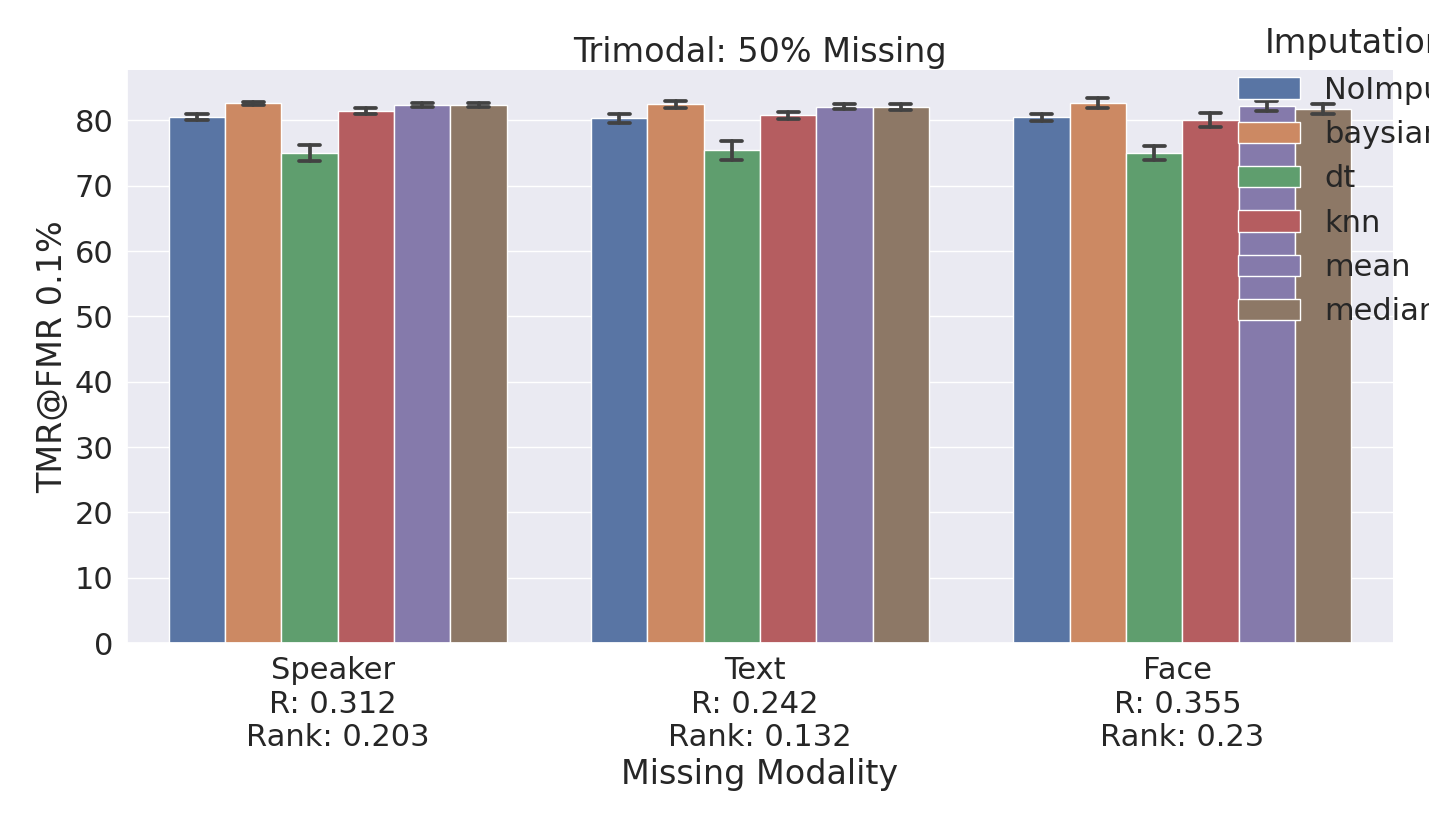 Trimodal: 50% Missing
Imputation
NoImpu
baysian
dt
knn
mean
median
TMR@FMR 0.1%
80
70
60
50
40
30
20
10
0
Speaker
R: 0.312
Rank: 0.203
Text
R: 0.242
Rank: 0.132
Face
R: 0.355
Rank: 0.23
Missing Modality